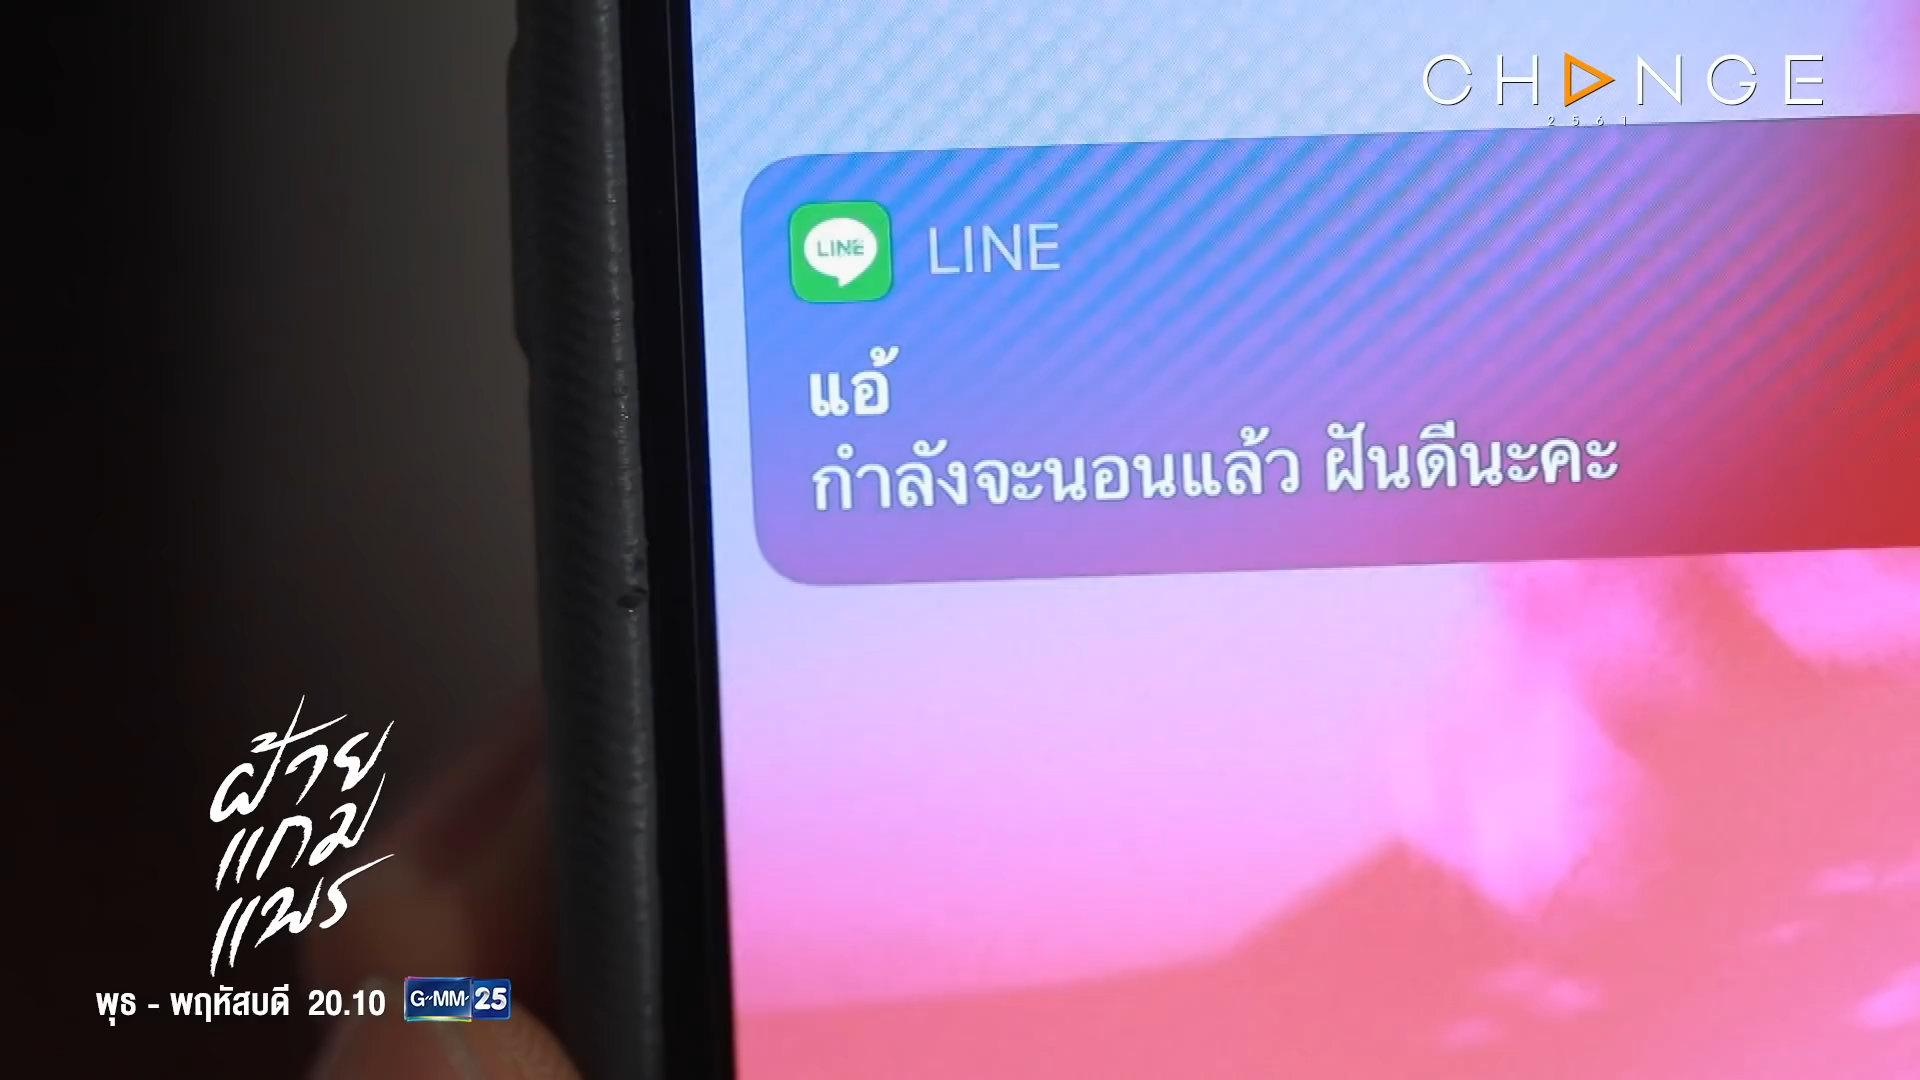 CHANGE
2561
LINE
LINE
แอ้
กำลังจะนอนแล้ว ฝันดีนะคะ
ฝ้าย
แกม
แพร
พุธ - พฤหัสบดี 20.10 GMM 25